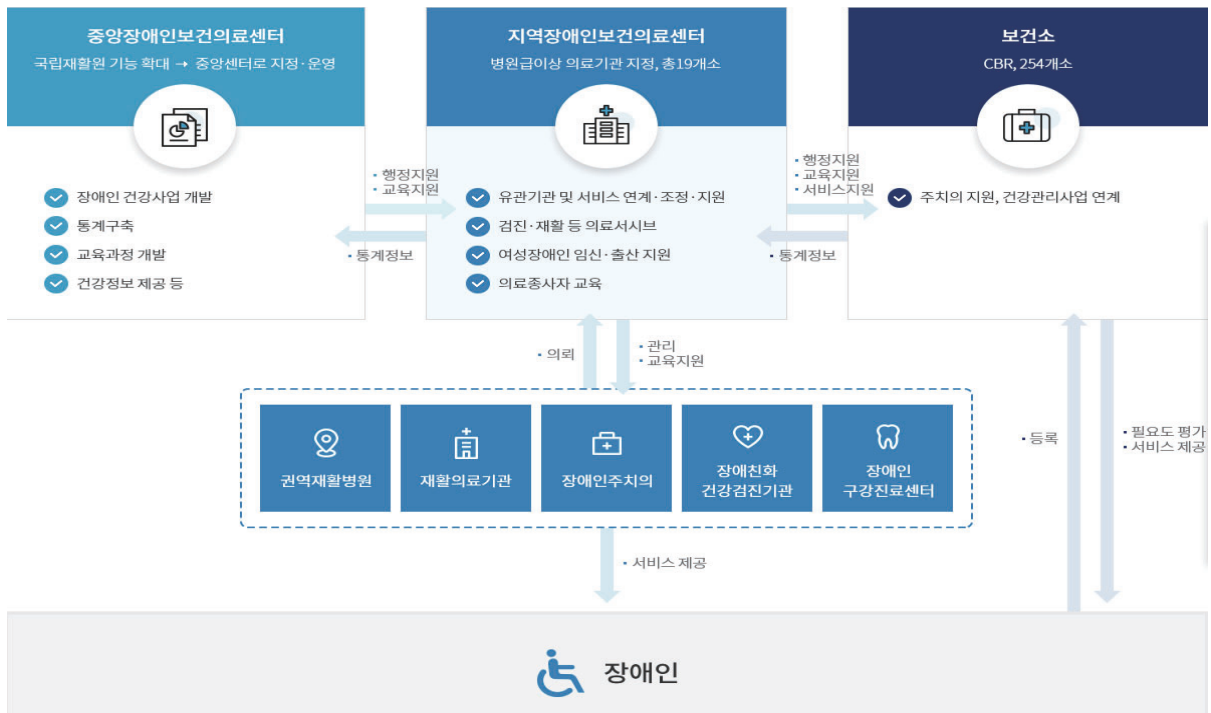 중앙장애인보건의료센터
국립재활원 기능 확대 → 중앙센터로 지정·운영
장애인 건강사업 개발
통계구축
교육과정 개발
건강정보 제공 등
· 행정지원
· 교육지원
· 통계정보
지역장애인보건의료센터
병원급이상 의료기관 지정, 총19개소
유관기관 및 서비스 연계·조정·지원
검진·재활 등 의료서시브
여성장애인 임신·출산 지원
의료종사자 교육
· 행정지원
· 교육지원
· 서비스지원
· 통계정보
보건소
CBR, 254개소
주치의 지원, 건강관리사업 연계
· 의뢰
· 관리
· 교육지원
권역재활병원
재활의료기관
장애인주치의
장애친화
건강검진기관
장애인
구강진료센터
· 등록
· 필요도 평가
· 서비스 제공
· 서비스 제공
장애인